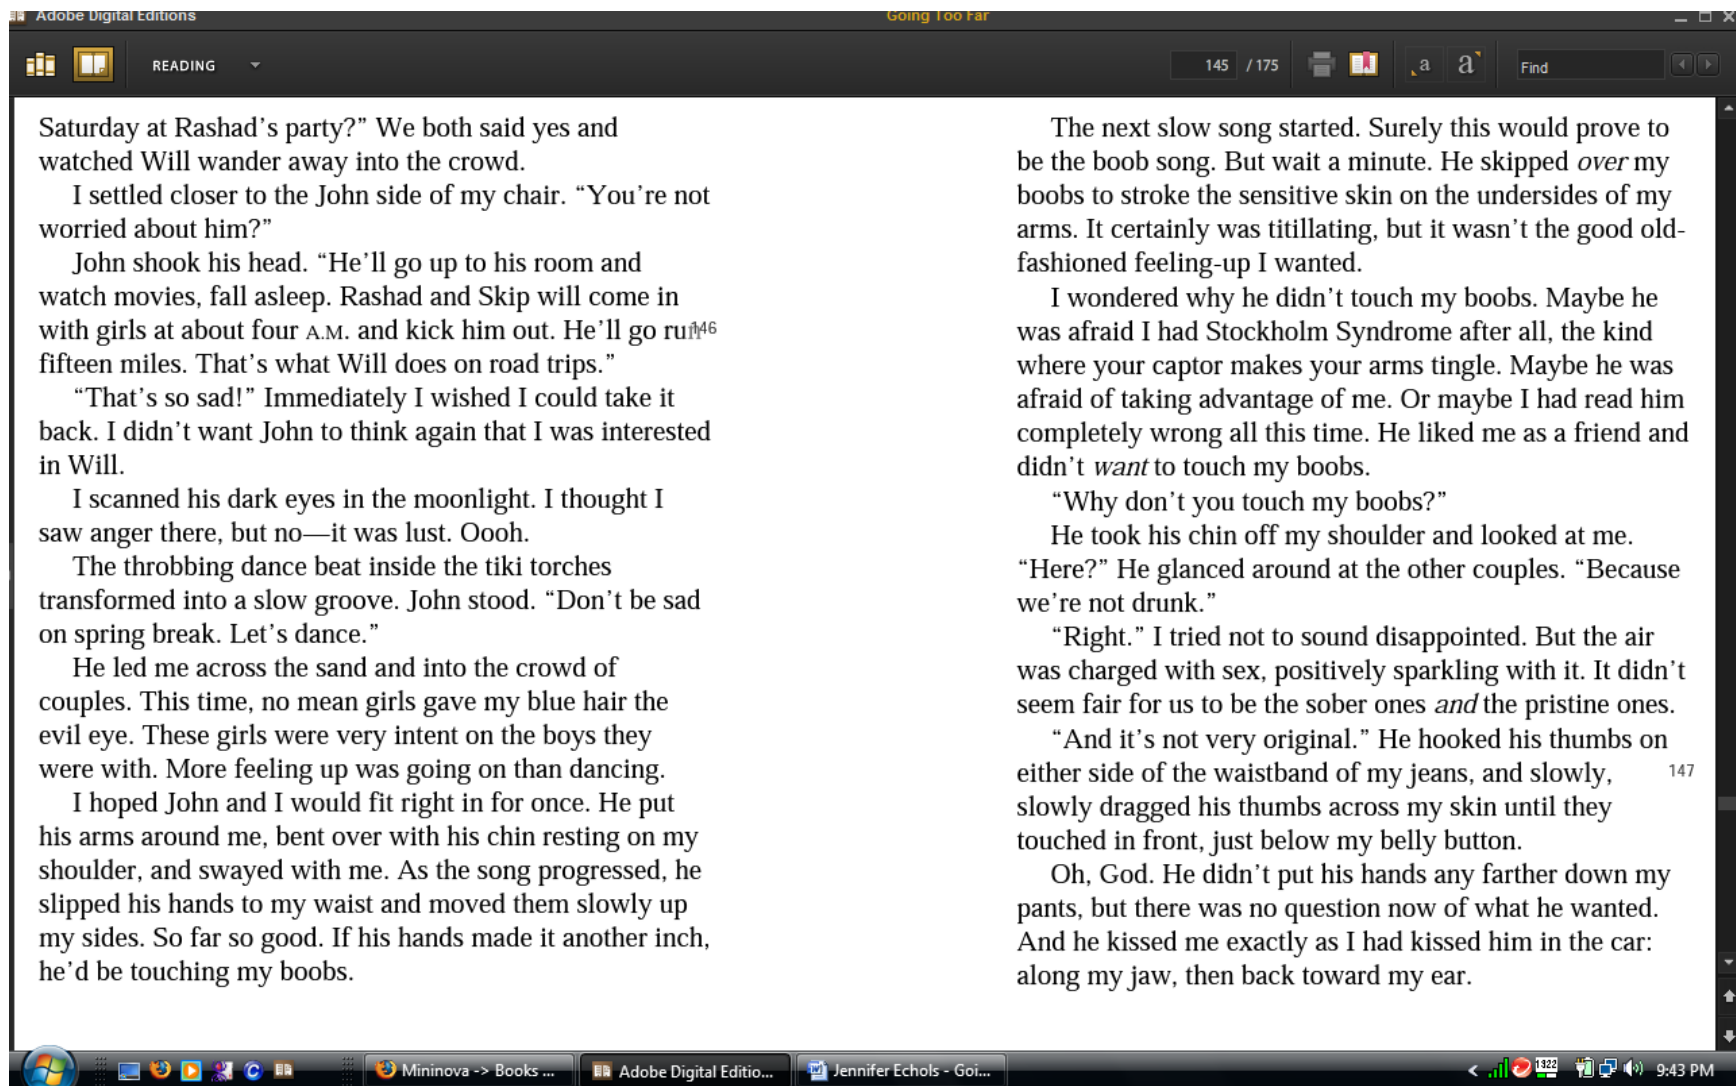 Adobe Digital Editions
Going Too Far
READING
145 / 175
a
a
Find
Saturday at Rashad’s party?” We both said yes and
watched Will wander away into the crowd.
I settled closer to the John side of my chair. “You’re not
worried about him?”
John shook his head. “He’ll go up to his room and
watch movies, fall asleep. Rashad and Skip will come in
with girls at about four A.M. and kick him out. He’ll go run
146
fifteen miles. That’s what Will does on road trips.”
“That’s so sad!” Immediately I wished I could take it
back. I didn’t want John to think again that I was interested
in Will.
I scanned his dark eyes in the moonlight. I thought I
saw anger there, but no—it was lust. Oooh.
The throbbing dance beat inside the tiki torches
transformed into a slow groove. John stood. “Don’t be sad
on spring break. Let’s dance.”
He led me across the sand and into the crowd of
couples. This time, no mean girls gave my blue hair the
evil eye. These girls were very intent on the boys they
were with. More feeling up was going on than dancing.
I hoped John and I would fit right in for once. He put
his arms around me, bent over with his chin resting on my
shoulder, and swayed with me. As the song progressed, he
slipped his hands to my waist and moved them slowly up
my sides. So far so good. If his hands made it another inch,
he’d be touching my boobs.
The next slow song started. Surely this would prove to
be the boob song. But wait a minute. He skipped over my
boobs to stroke the sensitive skin on the undersides of my
arms. It certainly was titillating, but it wasn’t the good old-
fashioned feeling-up I wanted.
I wondered why he didn’t touch my boobs. Maybe he
was afraid I had Stockholm Syndrome after all, the kind
where your captor makes your arms tingle. Maybe he was
afraid of taking advantage of me. Or maybe I had read him
completely wrong all this time. He liked me as a friend and
didn’t want to touch my boobs.
“Why don’t you touch my boobs?”
He took his chin off my shoulder and looked at me.
“Here?” He glanced around at the other couples. “Because
we’re not drunk.”
“Right.” I tried not to sound disappointed. But the air
was charged with sex, positively sparkling with it. It didn’t
seem fair for us to be the sober ones and the pristine ones.
“And it’s not very original.” He hooked his thumbs on
either side of the waistband of my jeans, and slowly,
147
slowly dragged his thumbs across my skin until they
touched in front, just below my belly button.
Oh, God. He didn’t put his hands any farther down my
pants, but there was no question now of what he wanted.
And he kissed me exactly as I had kissed him in the car:
along my jaw, then back toward my ear.
Mininova -> Books ...
Adobe Digital Editio...
Jennifer Echols - Goi...
1322
9:43 PM